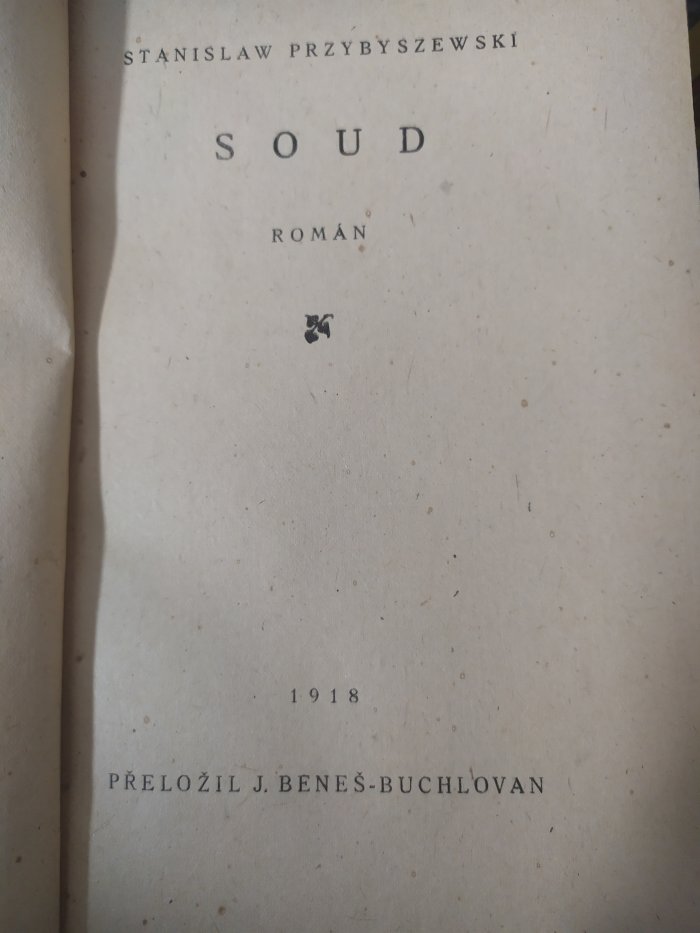 STANISLAW PRZYBYSZEWSKI
SOUD
ROMÁN
1918
PŘELOŽIL J. BENEŠ-BUCHLOVAN